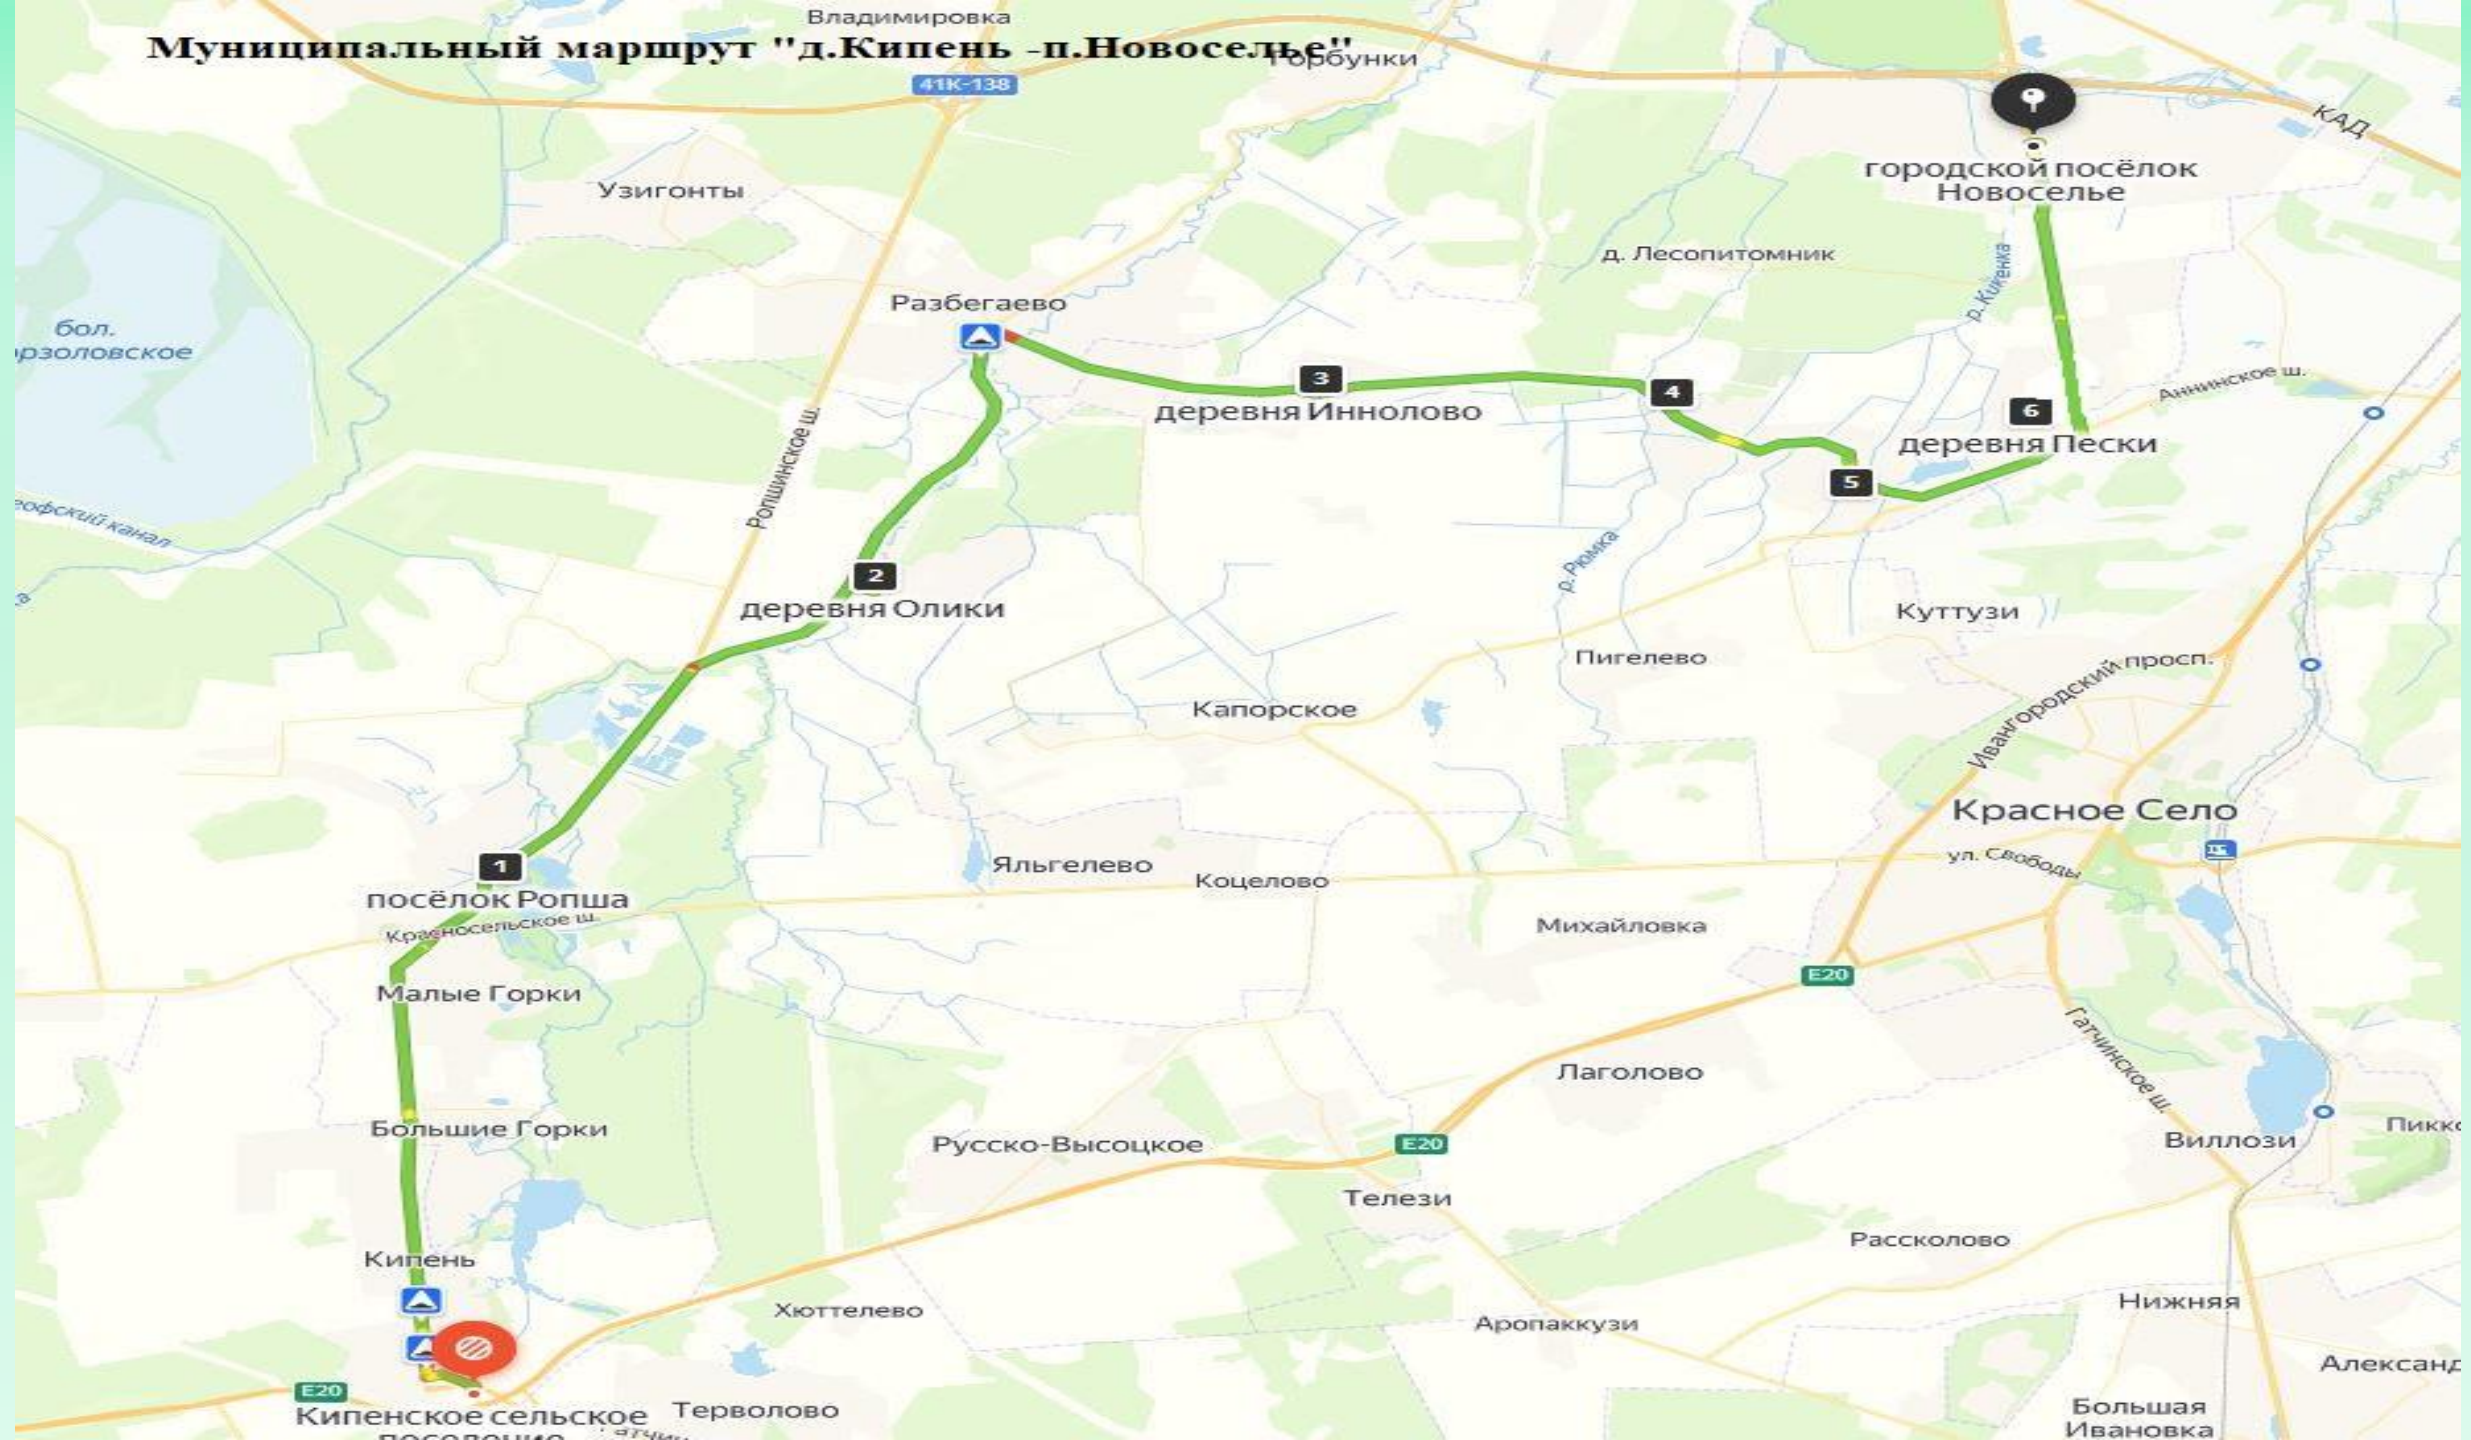 Владимировка
Муниципальный маршрут "д.Кипень -п.Новоселье"
Горбунки
41К-138
КАД
городской посёлок
Новоселье
Узигонты
д. Лесопитомник
р. Кикенка
Разбегаево
бол.
3
деревня Иннолово
4
Аннинское ш.
6
деревня Пески
Ропшинское ш.
5
канал
2
деревня Олики
р. Рюмка
Куттузи
Пигелево
Ивангородский просп.
Капорское
Красное Село
ул. Свободы
1
посёлок Ропша
Красносельское ш.
Яльгелево
Коцелово
Михайловка
E20
Малые Горки
Гатчинское ш.
Лаголово
Большие Горки
Русско-Высоцкое
E20
Виллози
Телези
Рассколово
Кипень
Хюттелево
Нижняя
Аропаккузи
E20
Кипенское сельское
поселение
Терволово
Большая
Ивановка